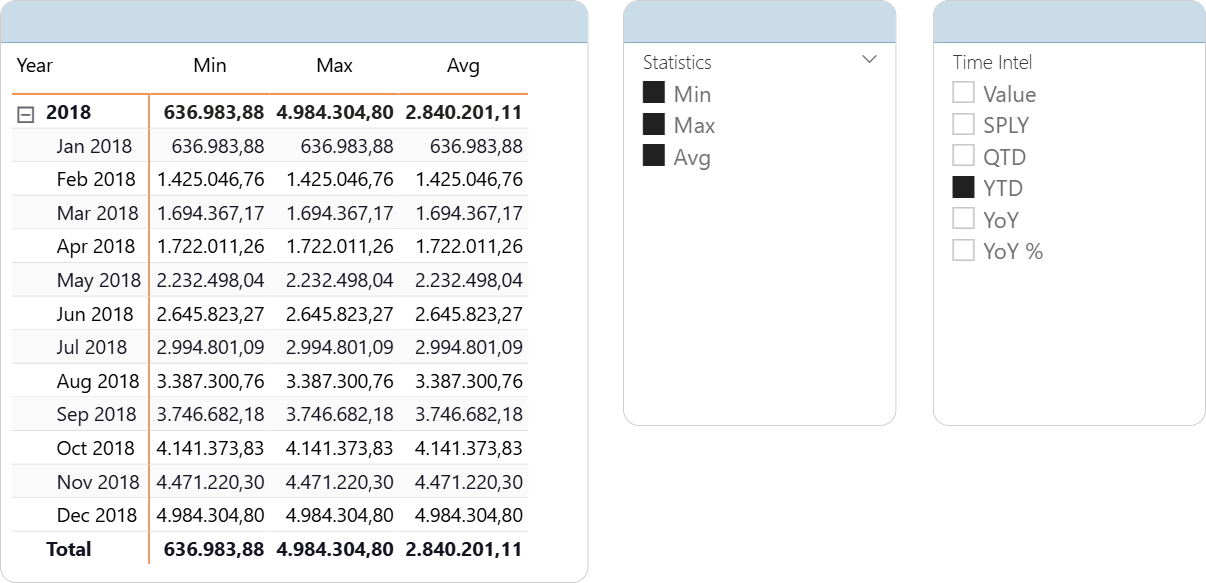 Year Min Max Avg
2018 636.983,88 4.984.304,80 2.840.201,11
Jan 2018 636.983,88 636.983,88 636.983,88
Feb 2018 1.425.046,76 1.425.046,76 1.425.046,76
Mar 2018 1.694.367,17 1.694.367,17 1.694.367,17
Apr 2018 1.722.011,26 1.722.011,26 1.722.011,26
May 2018 2.232.498,04 2.232.498,04 2.232.498,04
Jun 2018 2.645.823,27 2.645.823,27 2.645.823,27
Jul 2018 2.994.801,09 2.994.801,09 2.994.801,09
Aug 2018 3.387.300,76 3.387.300,76 3.387.300,76
Sep 2018 3.746.682,18 3.746.682,18 3.746.682,18
Oct 2018 4.141.373,83 4.141.373,83 4.141.373,83
Nov 2018 4.471.220,30 4.471.220,30 4.471.220,30
Dec 2018 4.984.304,80 4.984.304,80 4.984.304,80
Total 636.983,88 4.984.304,80 2.840.201,11
Statistics
Min
Max
Avg
Time Intel
Value
SPLY
QTD
YTD
YoY
YoY %